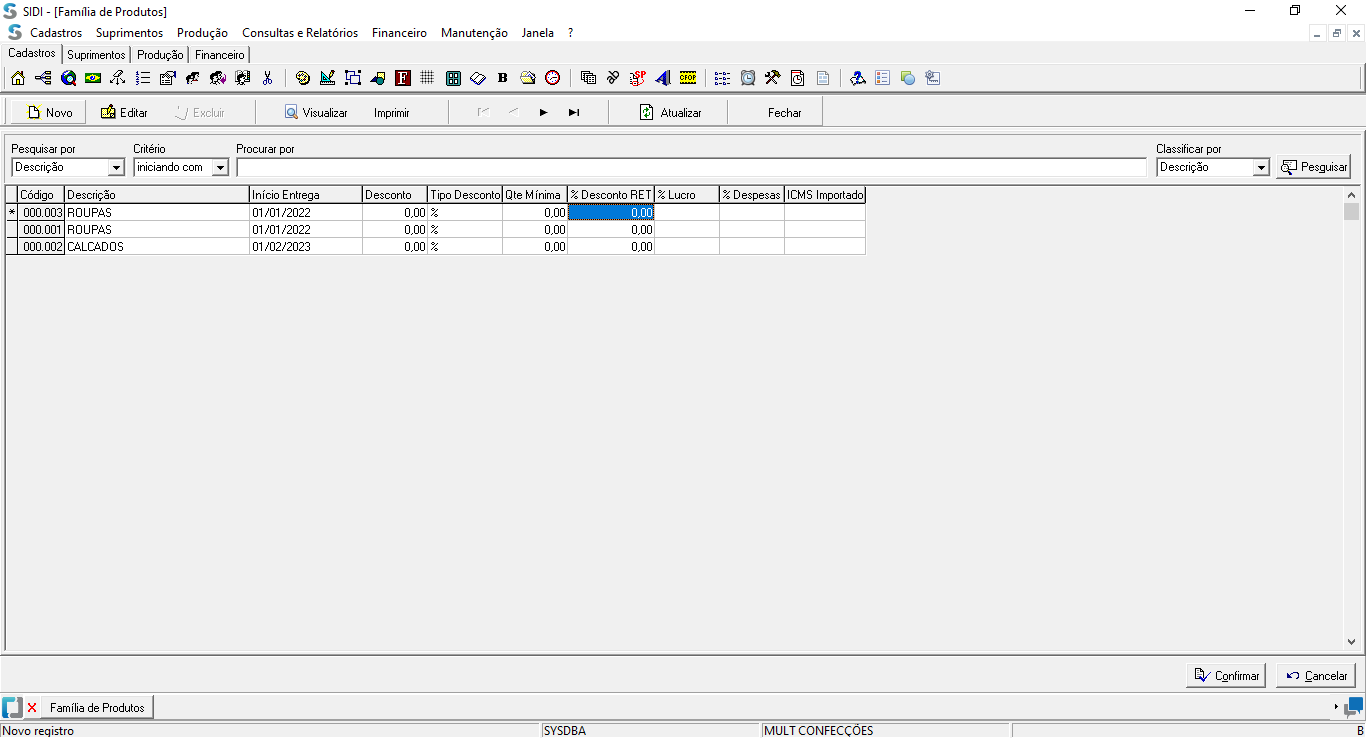 SIDI - [Família de Produtos]
Cadastros Suprimentos Produção Consultas e Relatórios Financeiro Manutenção Janela ?
Cadastros Suprimentos Produção Financeiro
F B SP CFOP
Novo Editar Excluir Visualizar Imprimir Atualizar Fechar
Pesquisar por Critério Procurar por Classificar por
Descrição iniciando com Descrição Pesquisar
Código Descrição Início Entrega Desconto Tipo Desconto Qte Mínima % Desconto RET % Lucro % Despesas ICMS Importado
* 000.003 ROUPAS 01/01/2022 0,00 % 0,00 0,00
000.001 ROUPAS 01/01/2022 0,00 % 0,00 0,00
000.002 CALCADOS 01/02/2023 0,00 % 0,00 0,00
Confirmar Cancelar
Família de Produtos
Novo registro SYSDBA MULT CONFECÇÕES B